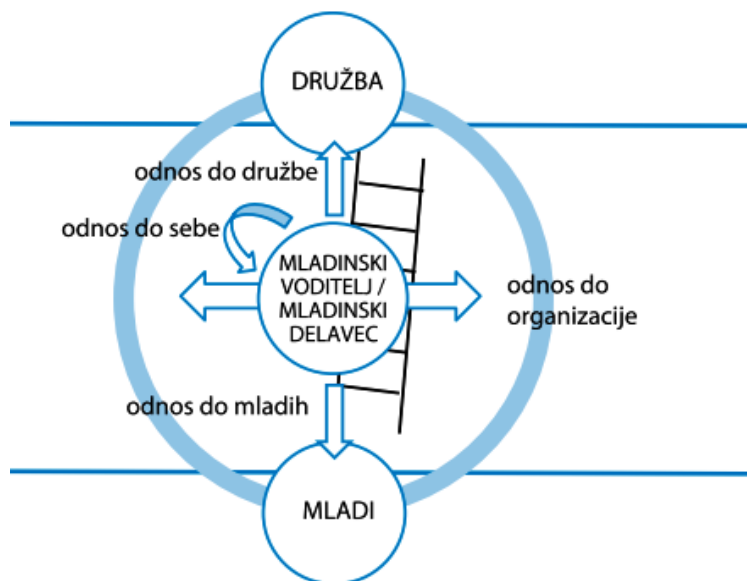 DRUŽBA
odnos do družbe
odnos do sebe
MLADINSKI
VODITELJ /
MLADINSKI
DELAVEC
odnos do
organizacije
odnos do mladih
MLADI